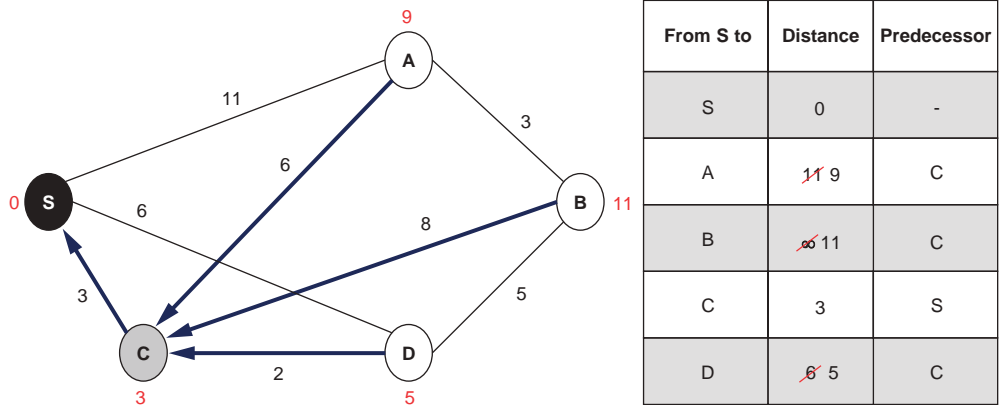 9
A
11
3
6
0
S
6
8
B
11
3
5
C
D
2
3
5
From S to Distance Predecessor
S 0 -
A 11 9 C
B ∞ 11 C
C 3 S
D 6 5 C